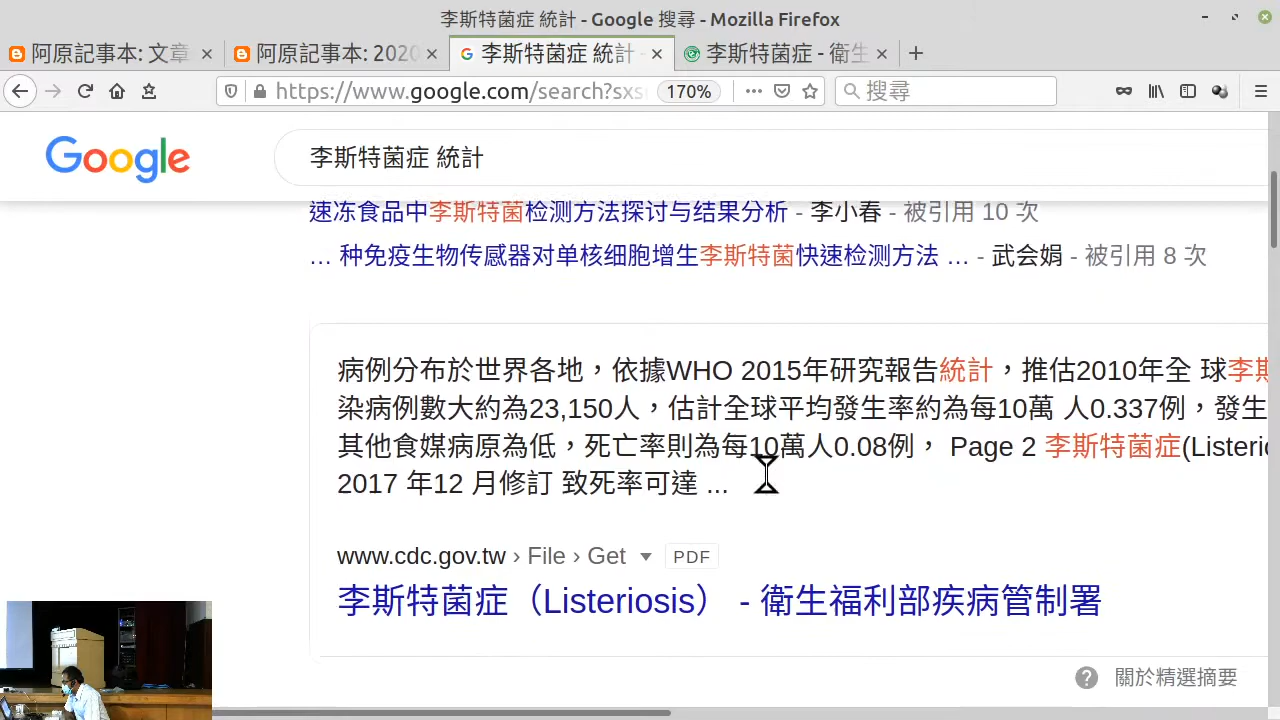 李斯特菌症 統計 - Google 搜尋 - Mozilla Firefox
阿原記事本: 文章
阿原記事本: 2020
李斯特菌症 統計 -
李斯特菌症 - 衛生
https://www.google.com/search?sxs
170%
搜尋
Google
李斯特菌症 統計
速冻食品中李斯特菌检测方法探讨与结果分析 - 李小春 - 被引用 10 次
… 种免疫生物传感器对单核细胞增生李斯特菌快速检测方法 … - 武会娟 - 被引用 8 次
病例分布於世界各地，依據WHO 2015年研究報告統計，推估2010年全 球李斯
染病例數大約為23,150人，估計全球平均發生率約為每10萬 人0.337例，發生
其他食媒病原為低，死亡率則為每10萬人0.08例， Page 2 李斯特菌症(Listerio
2017 年12 月修訂 致死率可達 ...
www.cdc.gov.tw › File › Get PDF
李斯特菌症（Listeriosis） - 衛生福利部疾病管制署
關於精選摘要